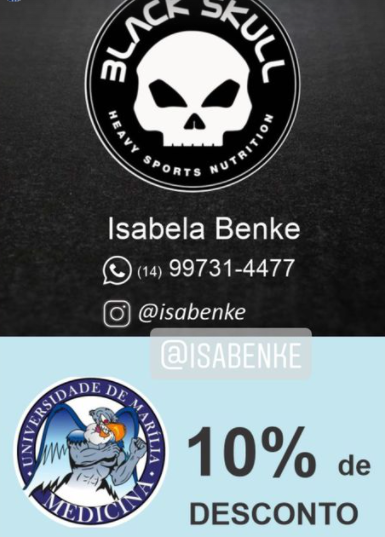 BLACK SKULL
HEAVY SPORTS NUTRITION
Isabela Benke
(14) 99731-4477
@isabenke
@ISABENKE
UNIVERSIDADE DE MARÍLIA
MEDICINA
10% de
DESCONTO